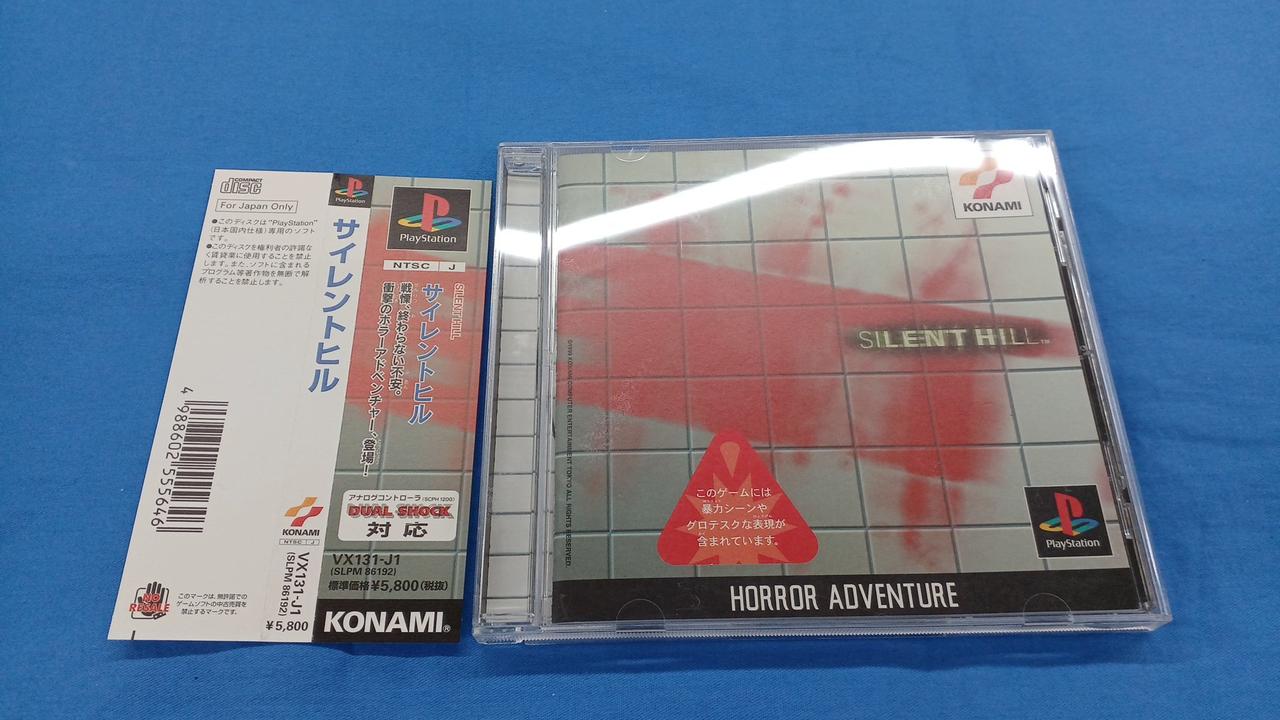 COMPACT
disc
For Japan Only
●このディスクは"PlayStation"
(日本国内仕様)専用のソフト
です。
●このディスクを権利者の許諾な
く賃貸業に使用することを禁止
します。また、ソフトに含まれる
プログラム等著作物を無断で解
析することを禁止します。
4 988602 555646
NO
RESALE
このマークは、無許諾での
ゲームソフトの中古売買を
禁止するマークです。
PlayStation
サイレントヒル
KONAMI
NTSC J
VX131-J1
(SLPM 86192)
¥5,800
PlayStation
NTSC J
SILENT HILL
サイレントヒル
戦慄、終わらない不安。
衝撃のホラーアドベンチャー、登場!
アナログコントローラ(SCPH 1200)
DUAL SHOCK
対応
VX131-J1
(SLPM 86192)
標準価格¥5,800(税抜)
KONAMI®
KONAMI
SILENT HILL™
©1999 KONAMI COMPUTER ENTERTAINMENT TOKYO ALL RIGHTS RESERVED.
このゲームには
暴力シーンや
グロテスクな表現が
含まれています。
PlayStation
HORROR ADVENTURE